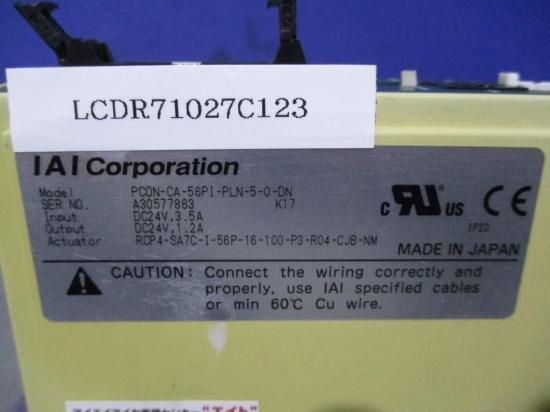 LCDR71027C123
IAI Corporation
Model PCON-CA-56PI-PLN-5-0-DN
SER NO. A30577863 K17
Input DC24V,3.5A
Output DC24V,1.2A
Actuator RCP4-SA7C-I-56P-16-100-P3-R04-CJB-NM
c RU US CE
IP20
MADE IN JAPAN
CAUTION: Connect the wiring correctly and
properly, use IAI specified cables
or min 60℃ Cu wire.